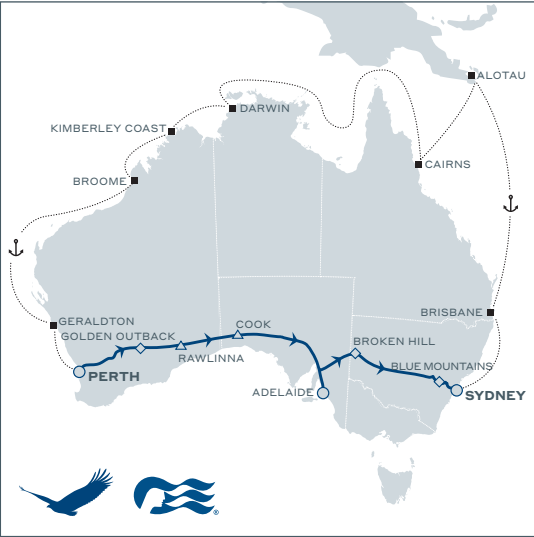 ALOTAU
DARWIN
KIMBERLEY COAST
CAIRNS
BROOME
BRISBANE
GERALDTON
COOK
GOLDEN OUTBACK
BROKEN HILL
RAWLINNA
BLUE MOUNTAINS
PERTH
ADELAIDE
SYDNEY
®